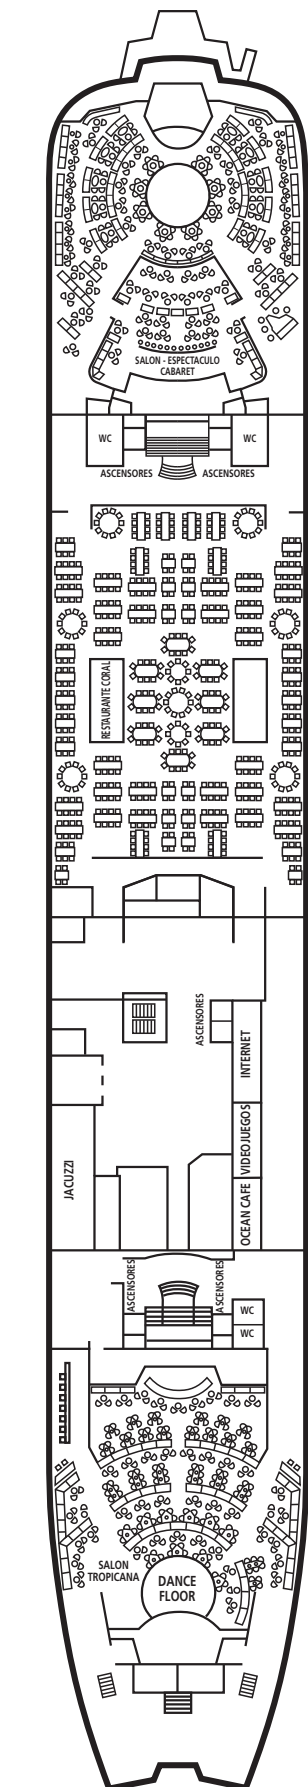 SALON - ESPECTACULO
CABARET
WC
WC
ASCENSORES
ASCENSORES
RESTAURANTE CORAL
ASCENSORES
INTERNET
VIDEOJUEGOS
JACUZZI
OCEAN CAFE
ASCENSORES
ASCENSORES
WC
WC
SALON
TROPICANA
DANCE
FLOOR